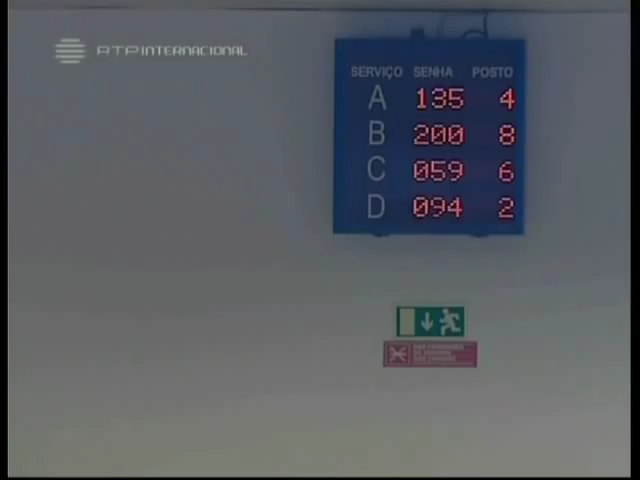 RTP INTERNACIONAL
SERVIÇO SENHA POSTO
A 135 4
B 200 8
C 059 6
D 094 2